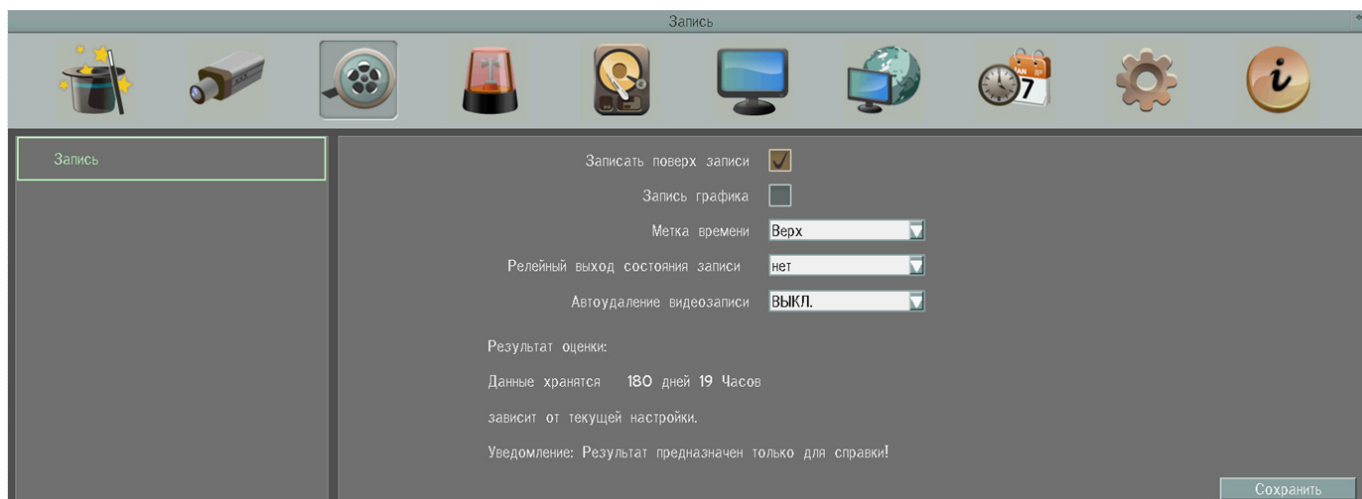 Запись
7
i
Запись
Записать поверх записи
Запись графика
Метка времени Верх
Релейный выход состояния записи нет
Автоудаление видеозаписи ВЫКЛ.
Результат оценки:
Данные хранятся 180 дней 19 Часов
зависит от текущей настройки.
Уведомление: Результат предназначен только для справки!
Сохранить